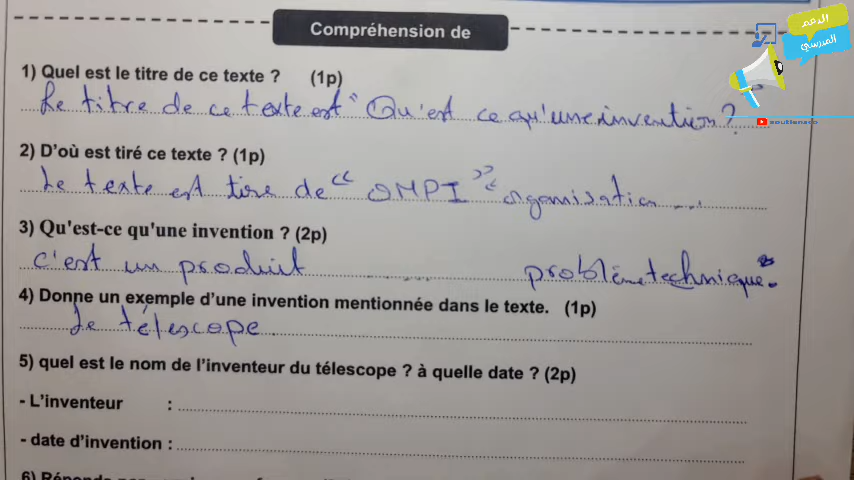 Compréhension de
الدعم
المدرسي
soutiensco
1) Quel est le titre de ce texte ? (1p)
Le titre de ce texte est " Qu'est ce qu'une invention ? "
2) D'où est tiré ce texte ? (1p)
Le texte est tire de « OMPI » « organisation ....
3) Qu'est-ce qu'une invention ? (2p)
c'est un produit ........ problème technique.
4) Donne un exemple d'une invention mentionnée dans le texte. (1p)
Le télescope
5) quel est le nom de l'inventeur du télescope ? à quelle date ? (2p)
- L'inventeur :
- date d'invention :